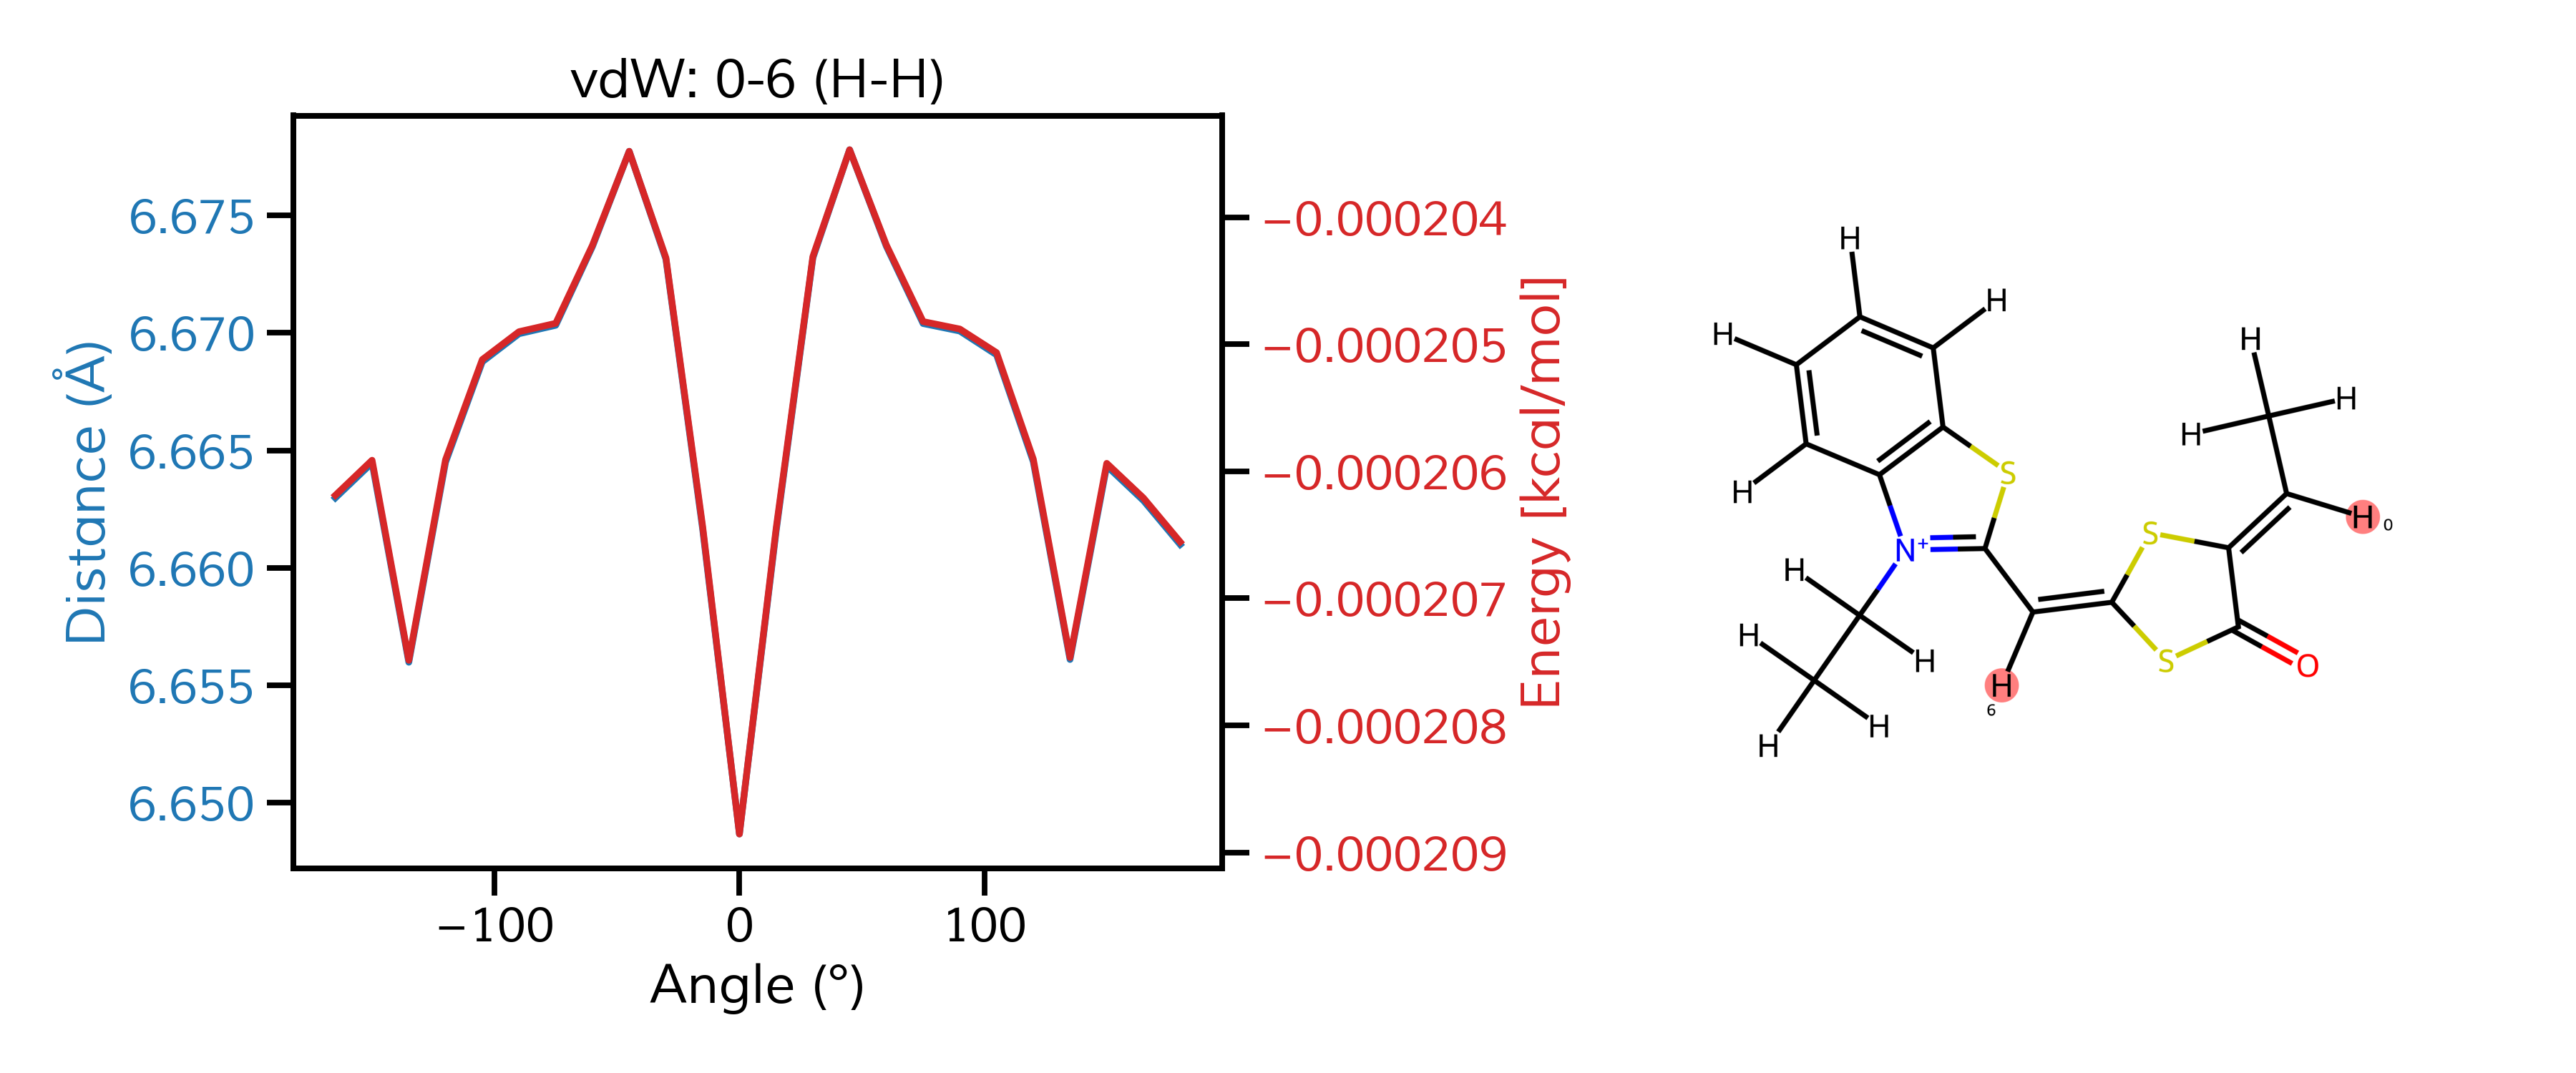 vdW: 0-6 (H-H)
Distance (Å)
6.675
6.670
6.665
6.660
6.655
6.650
−0.000204
−0.000205
−0.000206
−0.000207
−0.000208
−0.000209
Energy [kcal/mol]
−100
0
100
Angle (°)
H
H
H
H
H
H
H
S
H
H 0
S
N⁺
H
H
H
S
O
H
6
H
H